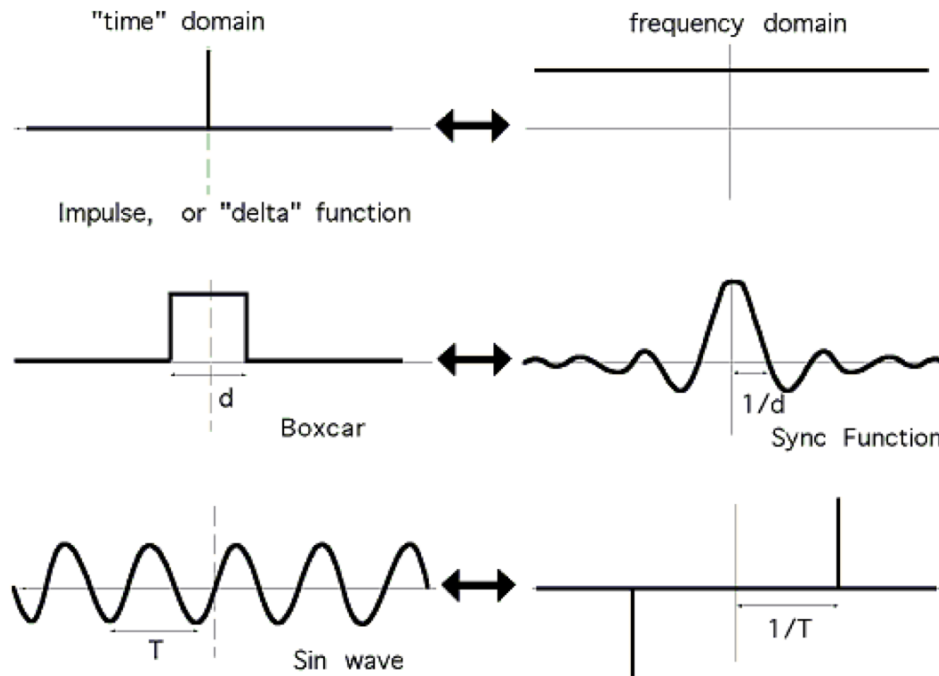 "time" domain
frequency domain
Impulse, or "delta" function
d
Boxcar
1/d
Sync Function
T
Sin wave
1/T